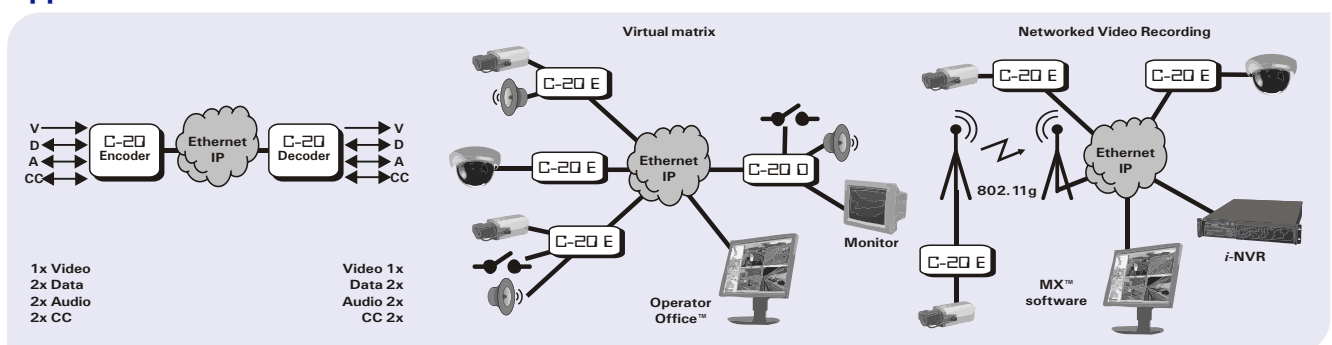 Virtual matrix
Networked Video Recording
V
D
A
CC
C-20
Encoder
Ethernet
IP
C-20
Decoder
V
D
A
CC
1x Video
2x Data
2x Audio
2x CC
Video 1x
Data 2x
Audio 2x
CC 2x
C-20 E
C-20 E
C-20 E
Ethernet
IP
C-20 D
Monitor
Operator
Office™
C-20 E
C-20 E
Ethernet
IP
802.11g
C-20 E
MX™
software
i-NVR